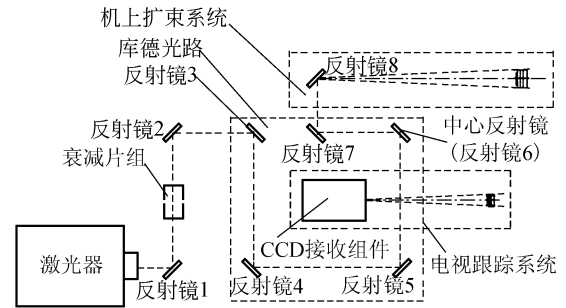 机上扩束系统
库德光路
反射镜3
反射镜8
反射镜2
衰减片组
反射镜7
中心反射镜
(反射镜6)
CCD接收组件
电视跟踪系统
激光器
反射镜1
反射镜4
反射镜5